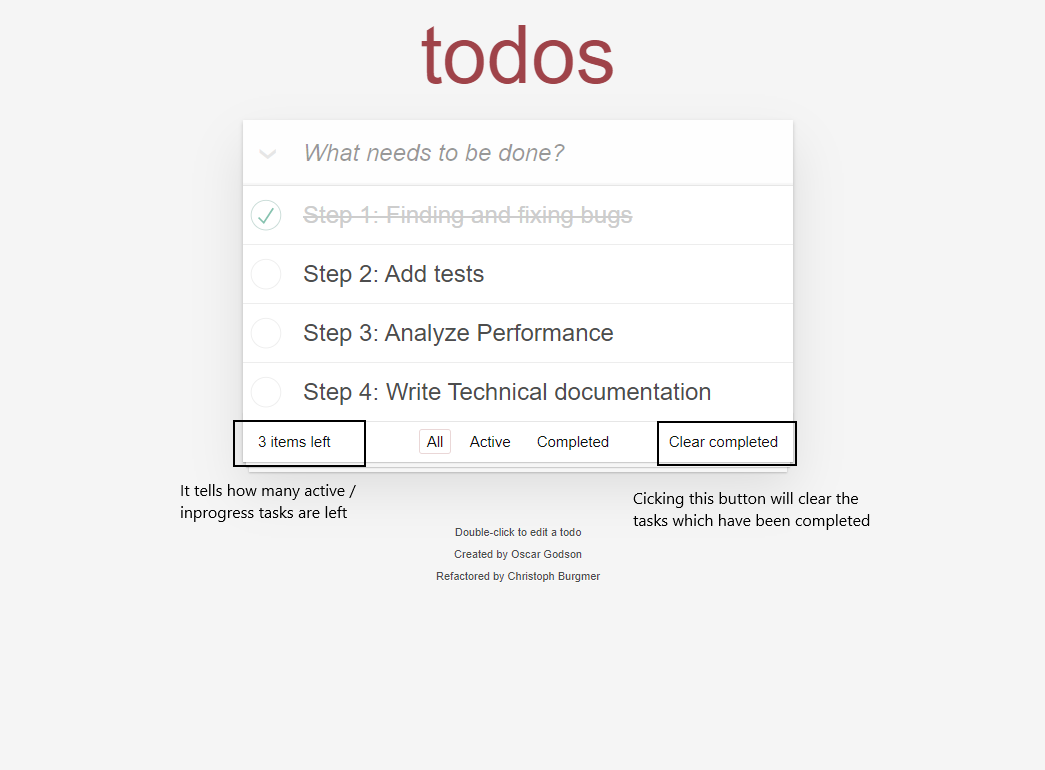 todos
What needs to be done?
Step 1: Finding and fixing bugs
Step 2: Add tests
Step 3: Analyze Performance
Step 4: Write Technical documentation
3 items left
All
Active
Completed
Clear completed
It tells how many active /
inprogress tasks are left
Cicking this button will clear the
tasks which have been completed
Double-click to edit a todo
Created by Oscar Godson
Refactored by Christoph Burgmer